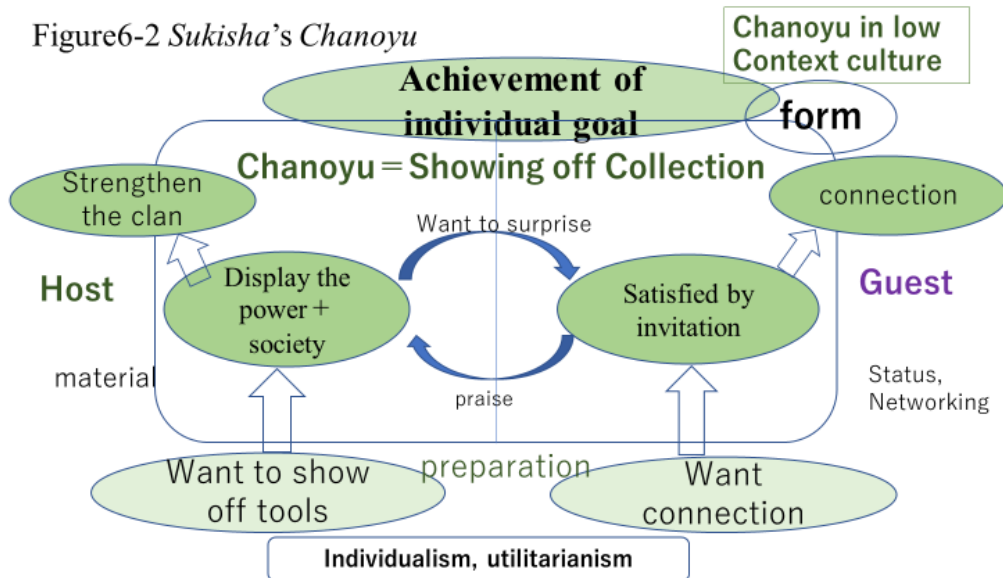 Figure6-2 Sukisha's Chanoyu
Chanoyu in low
Context culture
Achievement of
individual goal
form
Chanoyu=Showing off Collection
Strengthen
the clan
connection
Want to surprise
Host
Display the
power +
society
Satisfied by
invitation
Guest
material
praise
Status,
Networking
preparation
Want to show
off tools
Want
connection
Individualism, utilitarianism